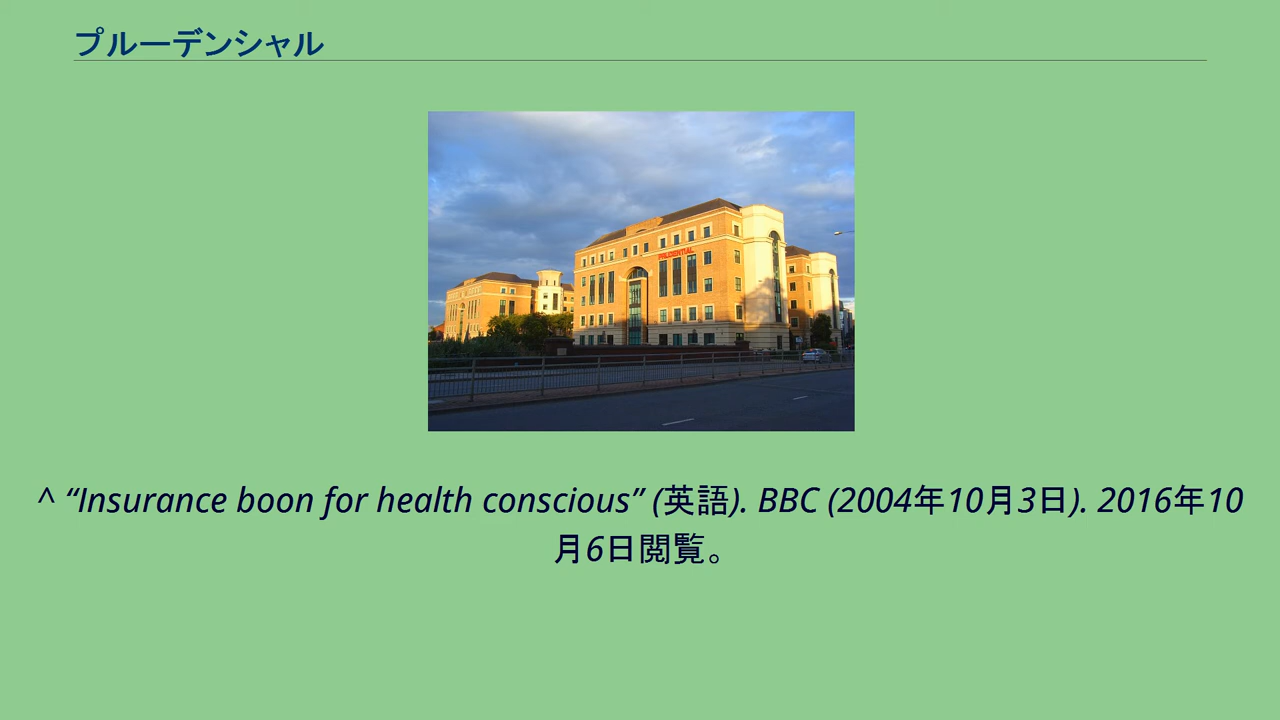 プルーデンシャル
PRUDENTIAL
^ “Insurance boon for health conscious” (英語). BBC (2004年10月3日). 2016年10
月6日閲覧。